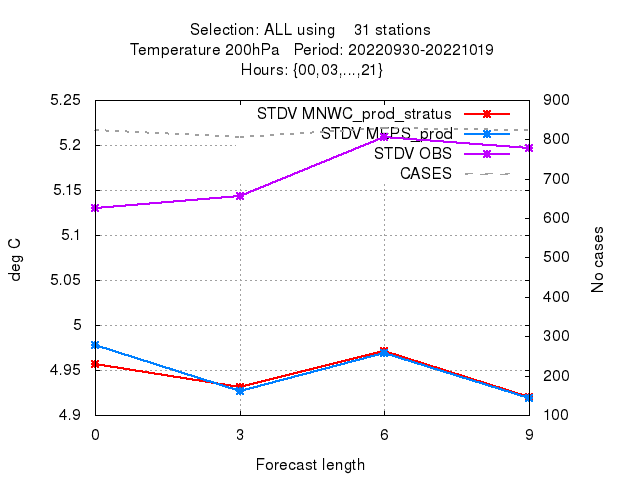 Selection: ALL using 31 stations
Temperature 200hPa Period: 20220930-20221019
Hours: {00,03,...,21}
STDV MNWC_prod_stratus
STDV MEPS_prod
STDV OBS
CASES
5.25
5.2
5.15
5.1
5.05
5
4.95
4.9
900
800
700
600
500
400
300
200
100
deg C
No cases
0 3 6 9
Forecast length